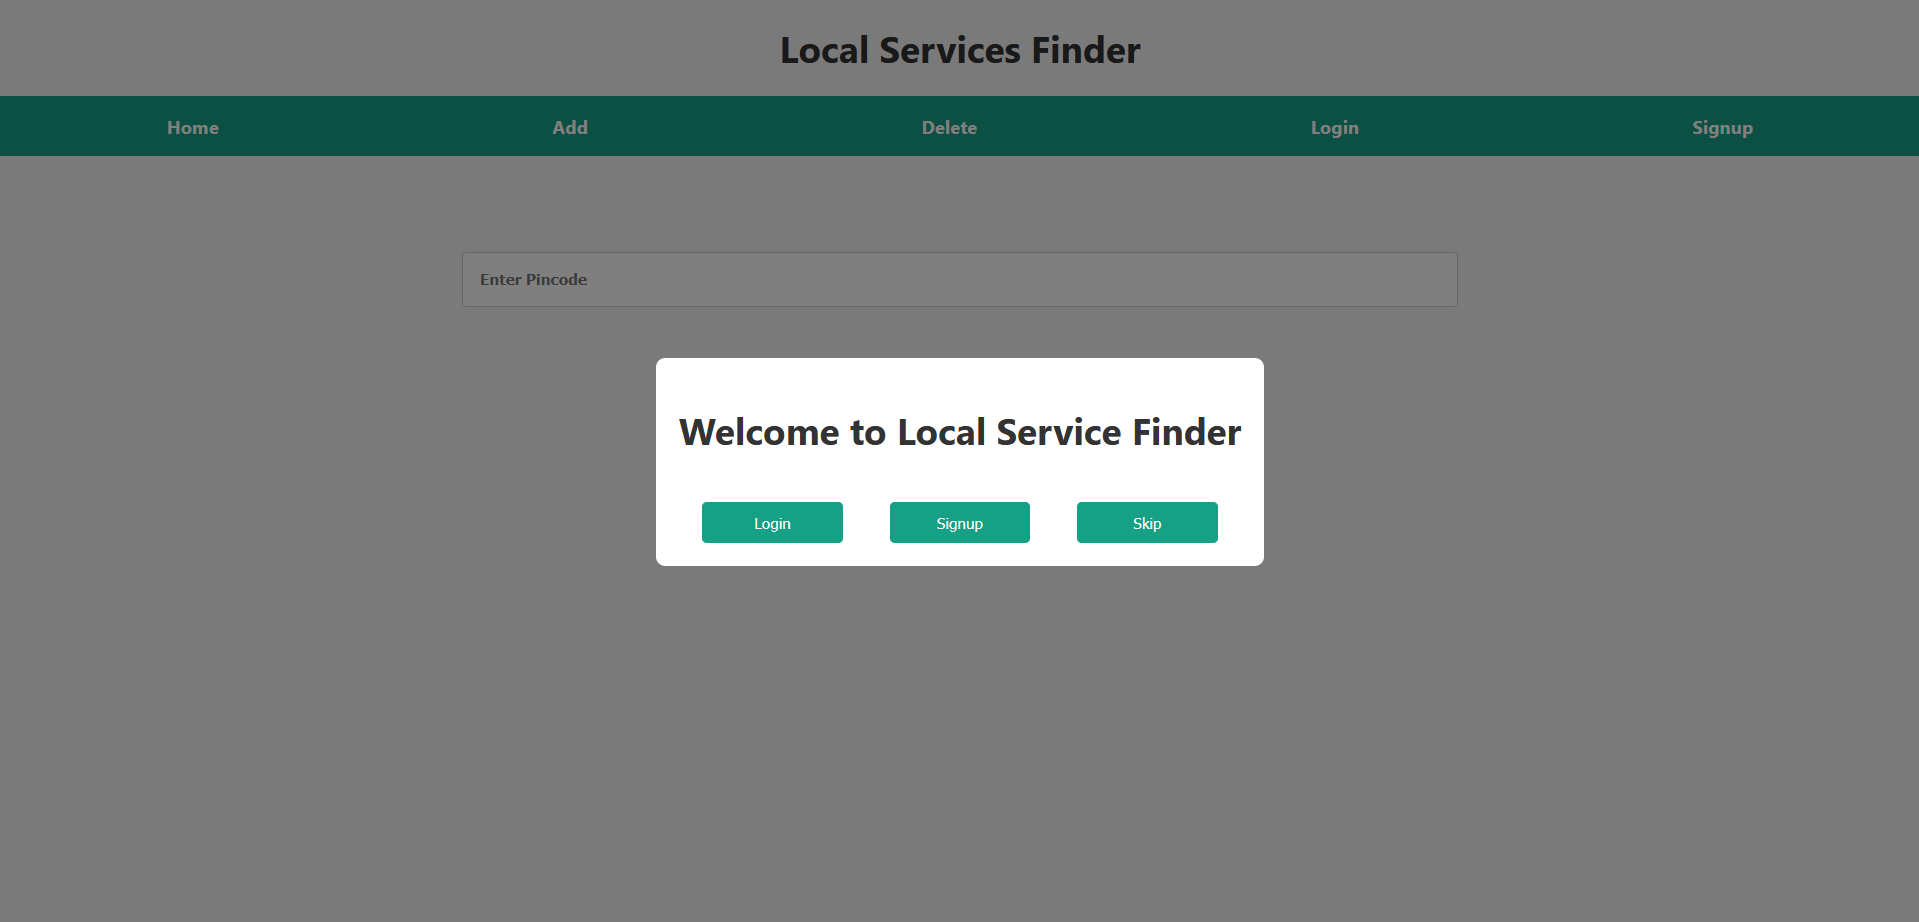 Local Services Finder
Home Add Delete Login Signup
Enter Pincode
Welcome to Local Service Finder
Login Signup Skip